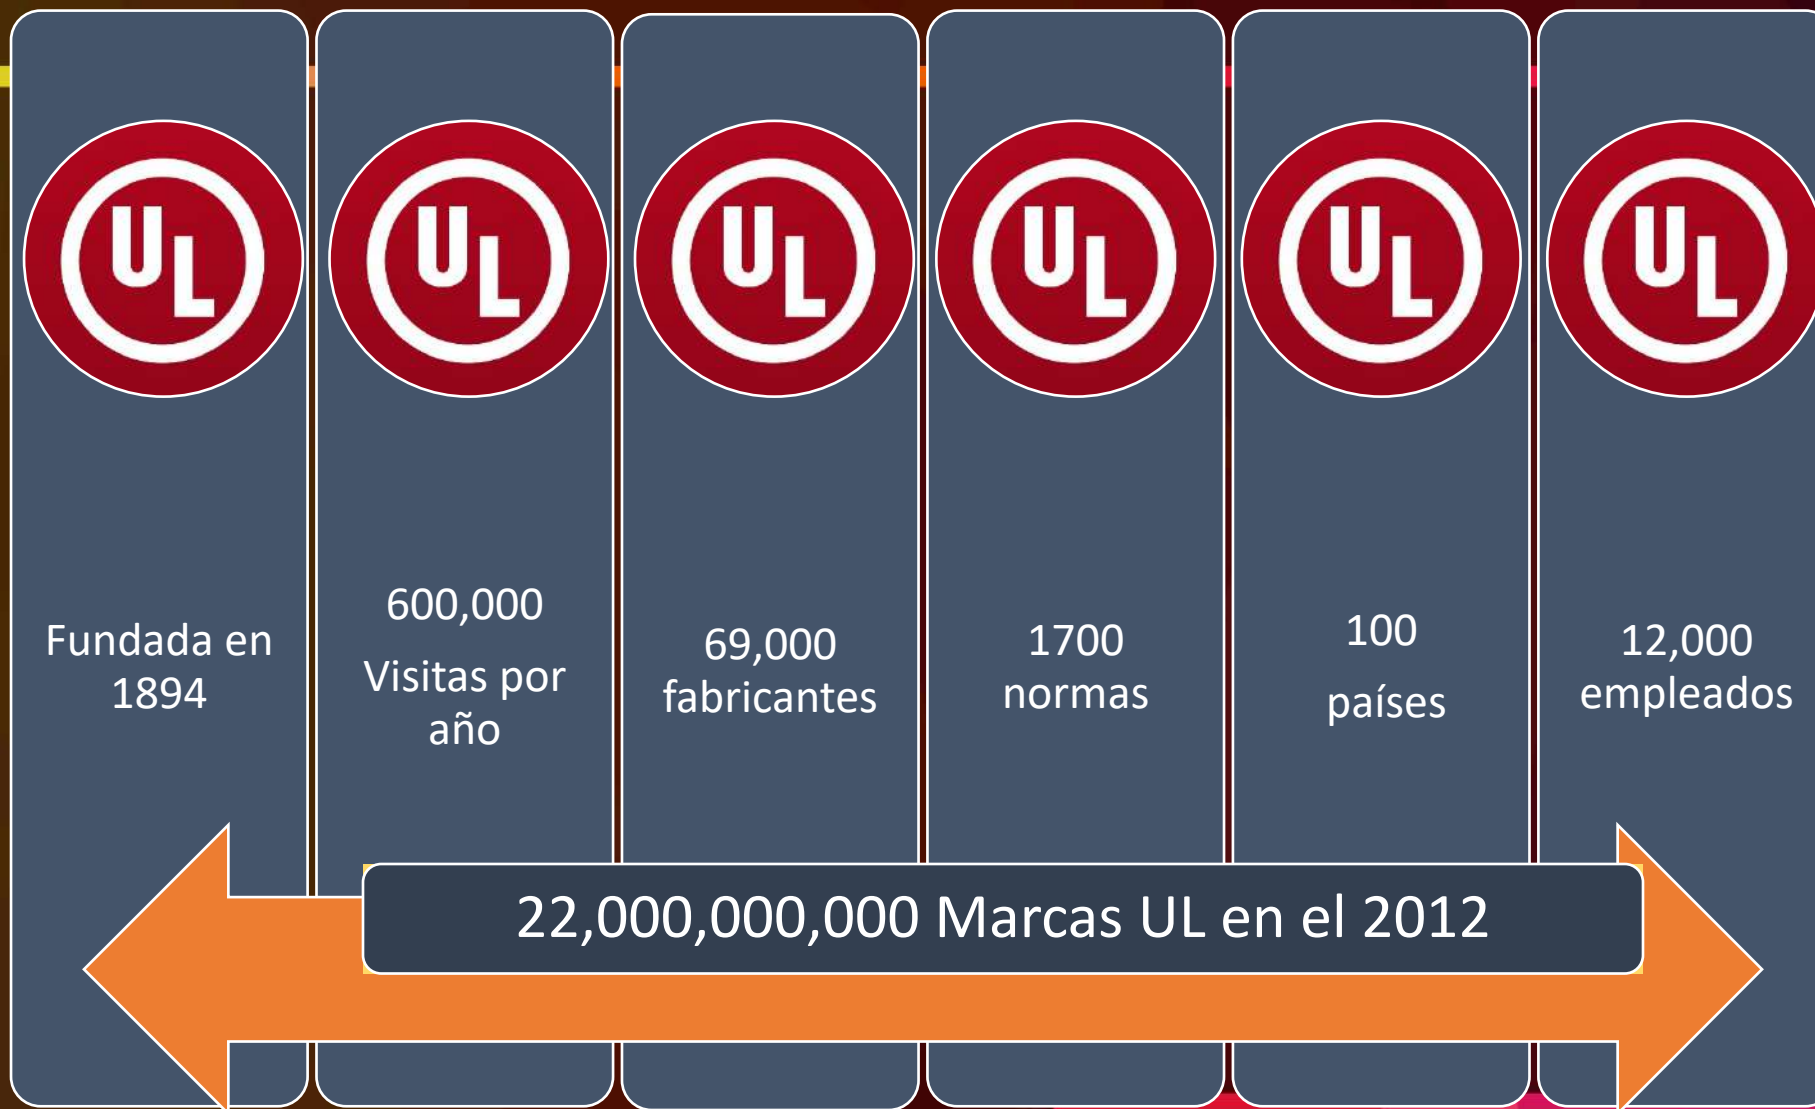 UL
UL
UL
UL
UL
UL
Fundada en
1894
600,000
Visitas por
año
69,000
fabricantes
1700
normas
100
países
12,000
empleados
22,000,000,000 Marcas UL en el 2012